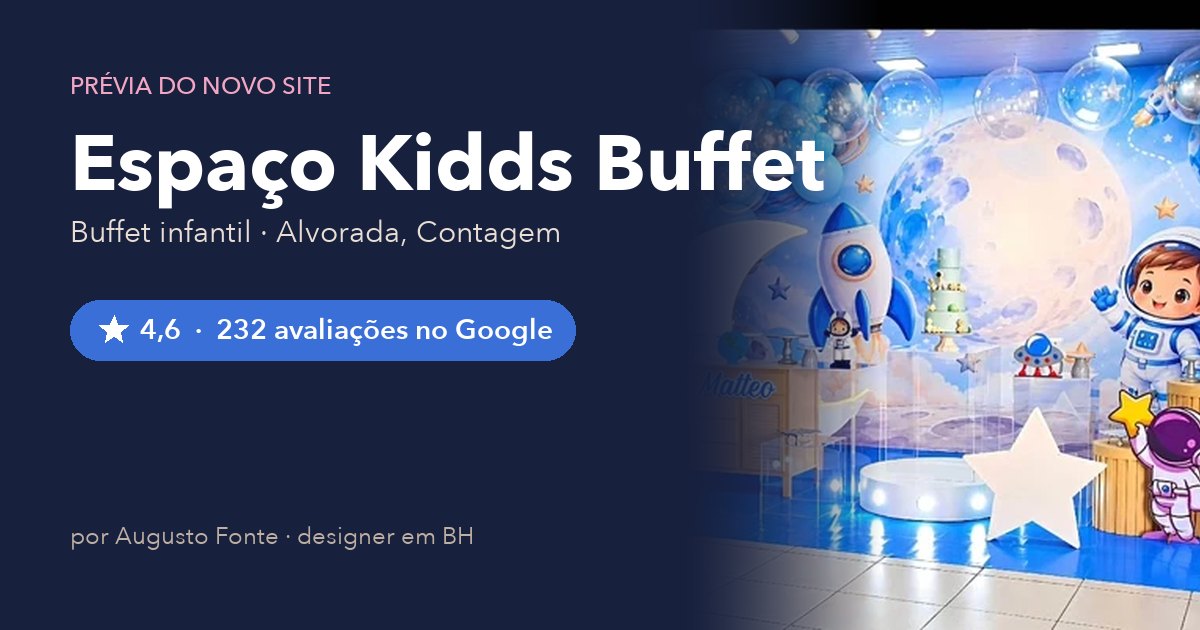 PRÉVIA DO NOVO SITE
Espaço Kidds Buffet
Buffet infantil · Alvorada, Contagem
★ 4,6 · 232 avaliações no Google
Matteo
por Augusto Fonte · designer em BH